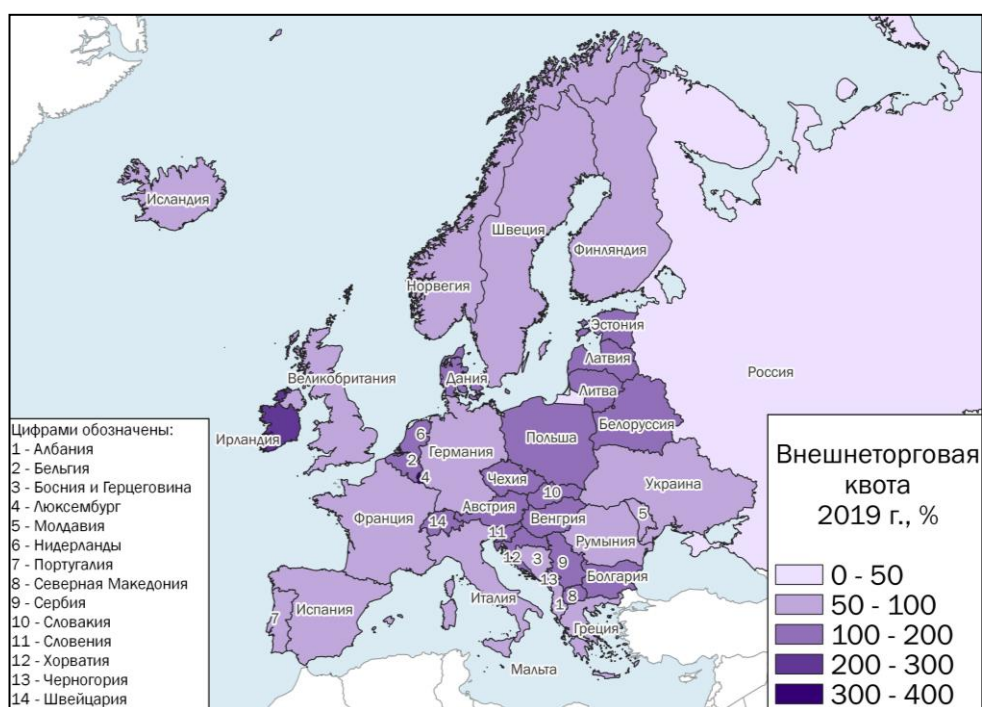 Исландия
Швеция
Финляндия
Норвегия
Эстония
Латвия
Россия
Великобритания
Дания
Литва
Белоруссия
Ирландия
6
Польша
2
Германия
4
Чехия
Украина
10
5
Франция
Австрия
14
Венгрия
11
Румыния
12
3
9
13
Болгария
8
Италия
1
7
Испания
Греция
Мальта
Цифрами обозначены:
1 - Албания
2 - Бельгия
3 - Босния и Герцеговина
4 - Люксембург
5 - Молдавия
6 - Нидерланды
7 - Португалия
8 - Северная Македония
9 - Сербия
10 - Словакия
11 - Словения
12 - Хорватия
13 - Черногория
14 - Швейцария
Внешнеторговая
квота
2019 г., %
0 - 50
50 - 100
100 - 200
200 - 300
300 - 400